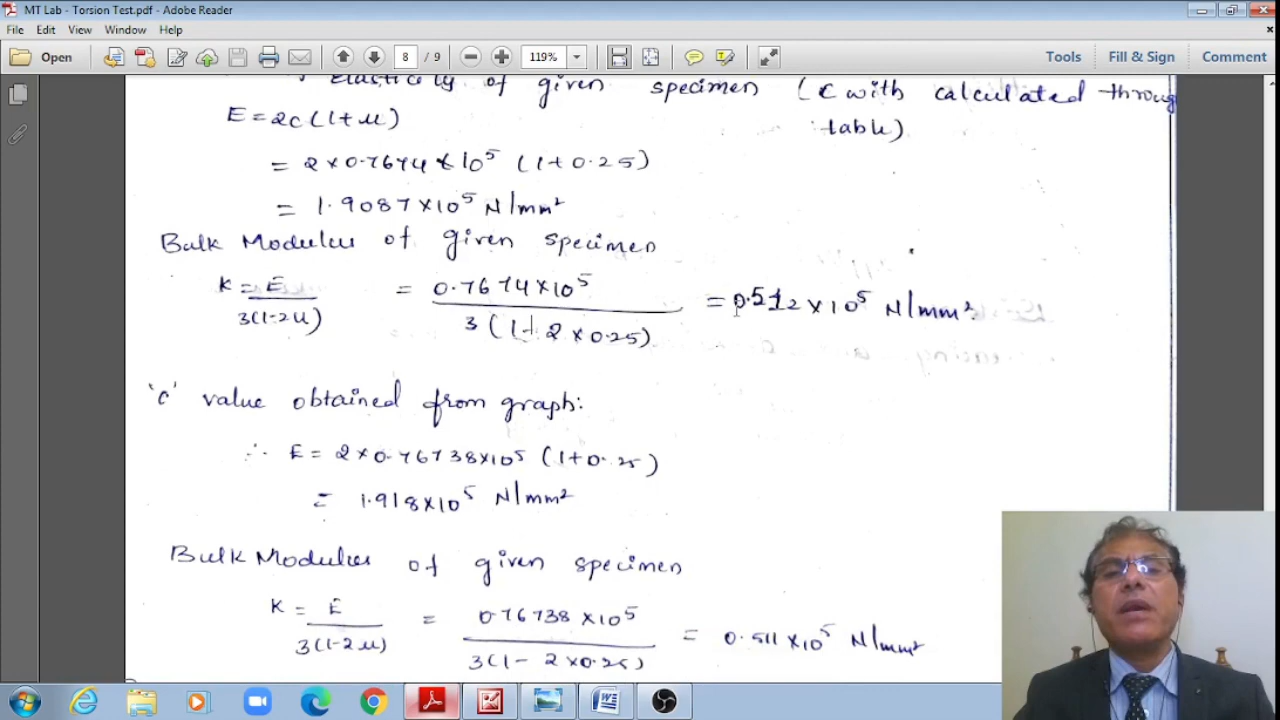 MT Lab - Torsion Test.pdf - Adobe Reader
File Edit View Window Help
Open 8 / 9 119% Tools Fill & Sign Comment
Elasticity of given specimen (C with calculated throug
table)
E = 2C (1+μ)
= 2 × 0.7674 × 10⁵ (1+0.25)
= 1.9087 × 10⁵ N/mm²
Bulk Modulus of given specimen
K = E / 3(1-2μ) = 0.7674 × 10⁵ / 3 (1 - 2 × 0.25) = 0.512 × 10⁵ N/mm².
'C' value obtained from graph:
∴ E = 2 × 0.76738 × 10⁵ (1+0.25)
= 1.918 × 10⁵ N/mm²
Bulk Modulus of given specimen
K = E / 3(1-2μ) = 0.76738 × 10⁵ / 3(1 - 2 × 0.25) = 0.511 × 10⁵ N/mm²